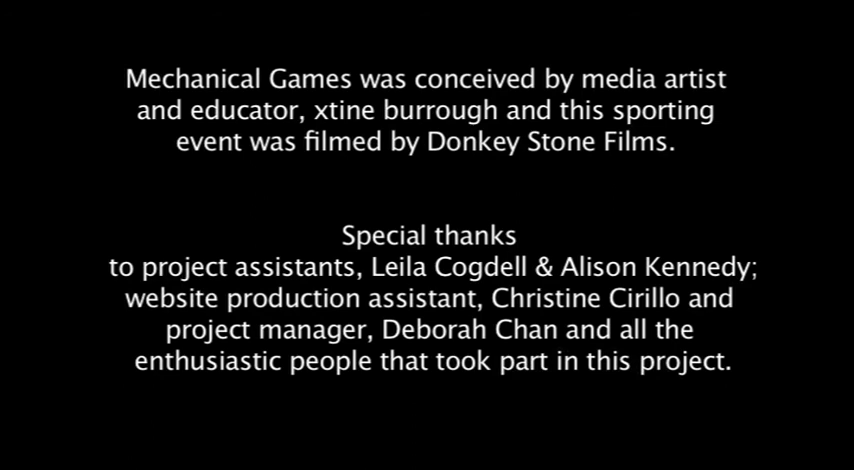 Mechanical Games was conceived by media artist
and educator, xtine burrough and this sporting
event was filmed by Donkey Stone Films.
Special thanks
to project assistants, Leila Cogdell & Alison Kennedy;
website production assistant, Christine Cirillo and
project manager, Deborah Chan and all the
enthusiastic people that took part in this project.